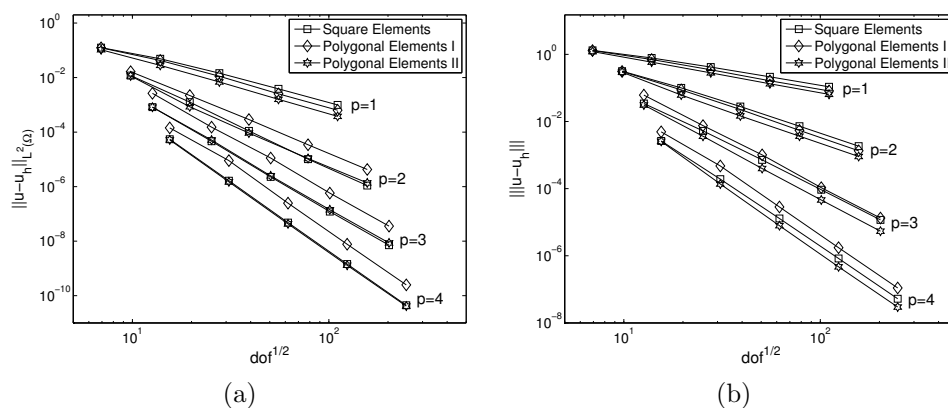 10^0
10^{-2}
10^{-4}
10^{-6}
10^{-8}
10^{-10}
||u−u_h||_{L^2(Ω)}
Square Elements
Polygonal Elements I
Polygonal Elements II
p=1
p=2
p=3
p=4
10^1
10^2
dof^{1/2}
(a)
10^0
10^{-2}
10^{-4}
10^{-6}
10^{-8}
|||u−u_h|||
Square Elements
Polygonal Elements I
Polygonal Elements II
p=1
p=2
p=3
p=4
10^1
10^2
dof^{1/2}
(b)